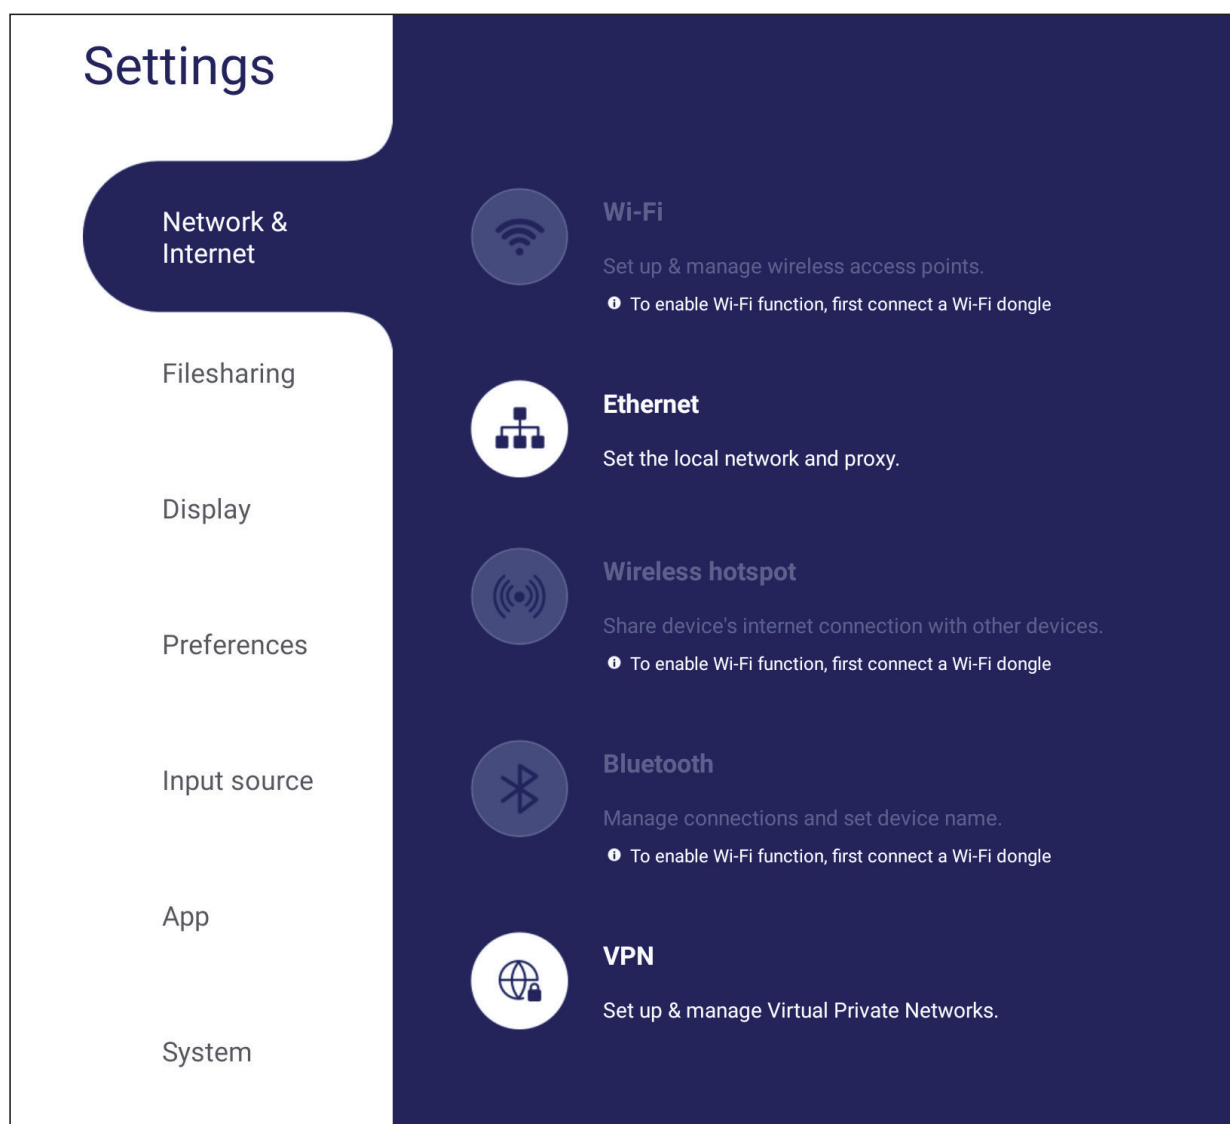 Settings
Network &
Internet
Filesharing
Display
Preferences
Input source
App
System
Wi-Fi
Set up & manage wireless access points.
To enable Wi-Fi function, first connect a Wi-Fi dongle
Ethernet
Set the local network and proxy.
Wireless hotspot
Share device's internet connection with other devices.
To enable Wi-Fi function, first connect a Wi-Fi dongle
Bluetooth
Manage connections and set device name.
To enable Wi-Fi function, first connect a Wi-Fi dongle
VPN
Set up & manage Virtual Private Networks.